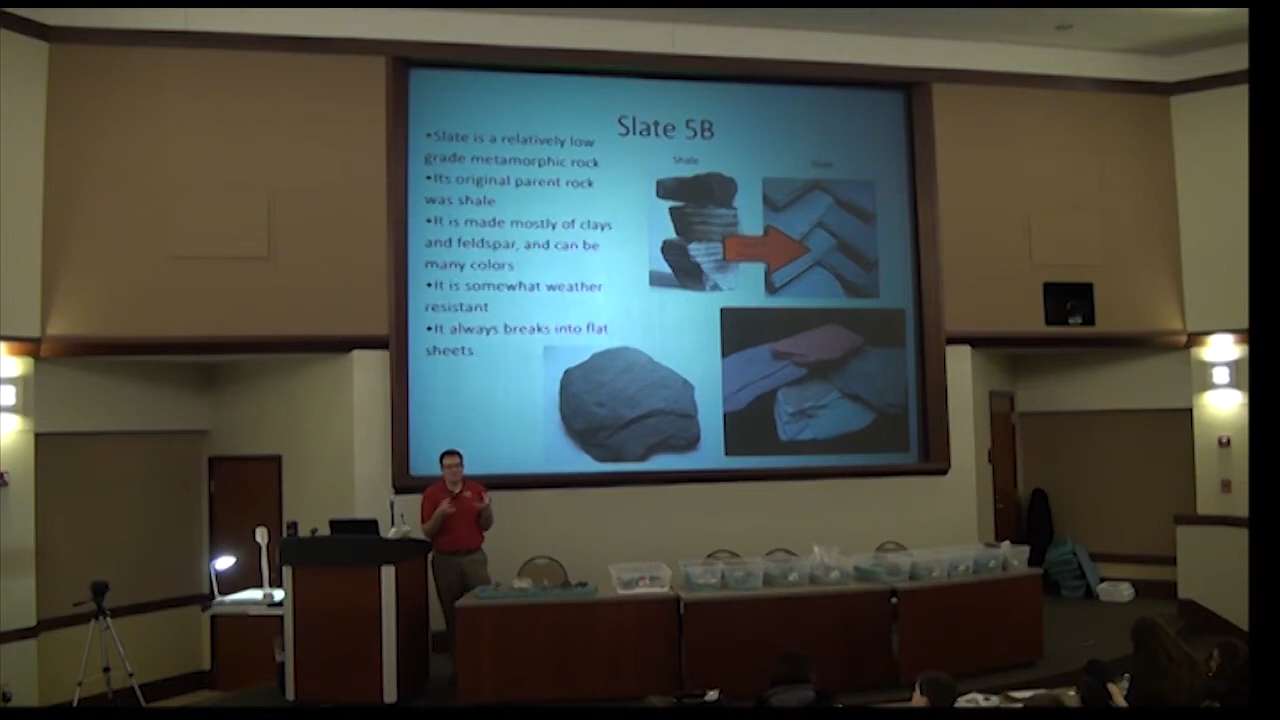 Slate 5B
•Slate is a relatively low
grade metamorphic rock
•Its original parent rock
was shale
•It is made mostly of clays
and feldspar, and can be
many colors
•It is somewhat weather
resistant
•It always breaks into flat
sheets
Shale